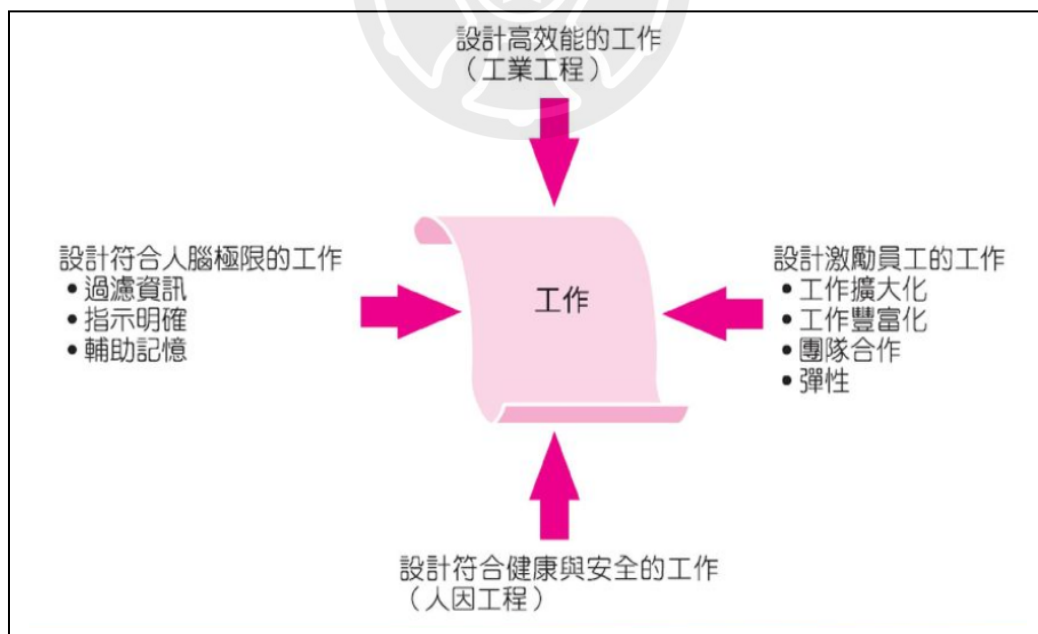 設計高效能的工作
（工業工程）
設計符合人腦極限的工作
• 過濾資訊
• 指示明確
• 輔助記憶
工作
設計激勵員工的工作
• 工作擴大化
• 工作豐富化
• 團隊合作
• 彈性
設計符合健康與安全的工作
（人因工程）